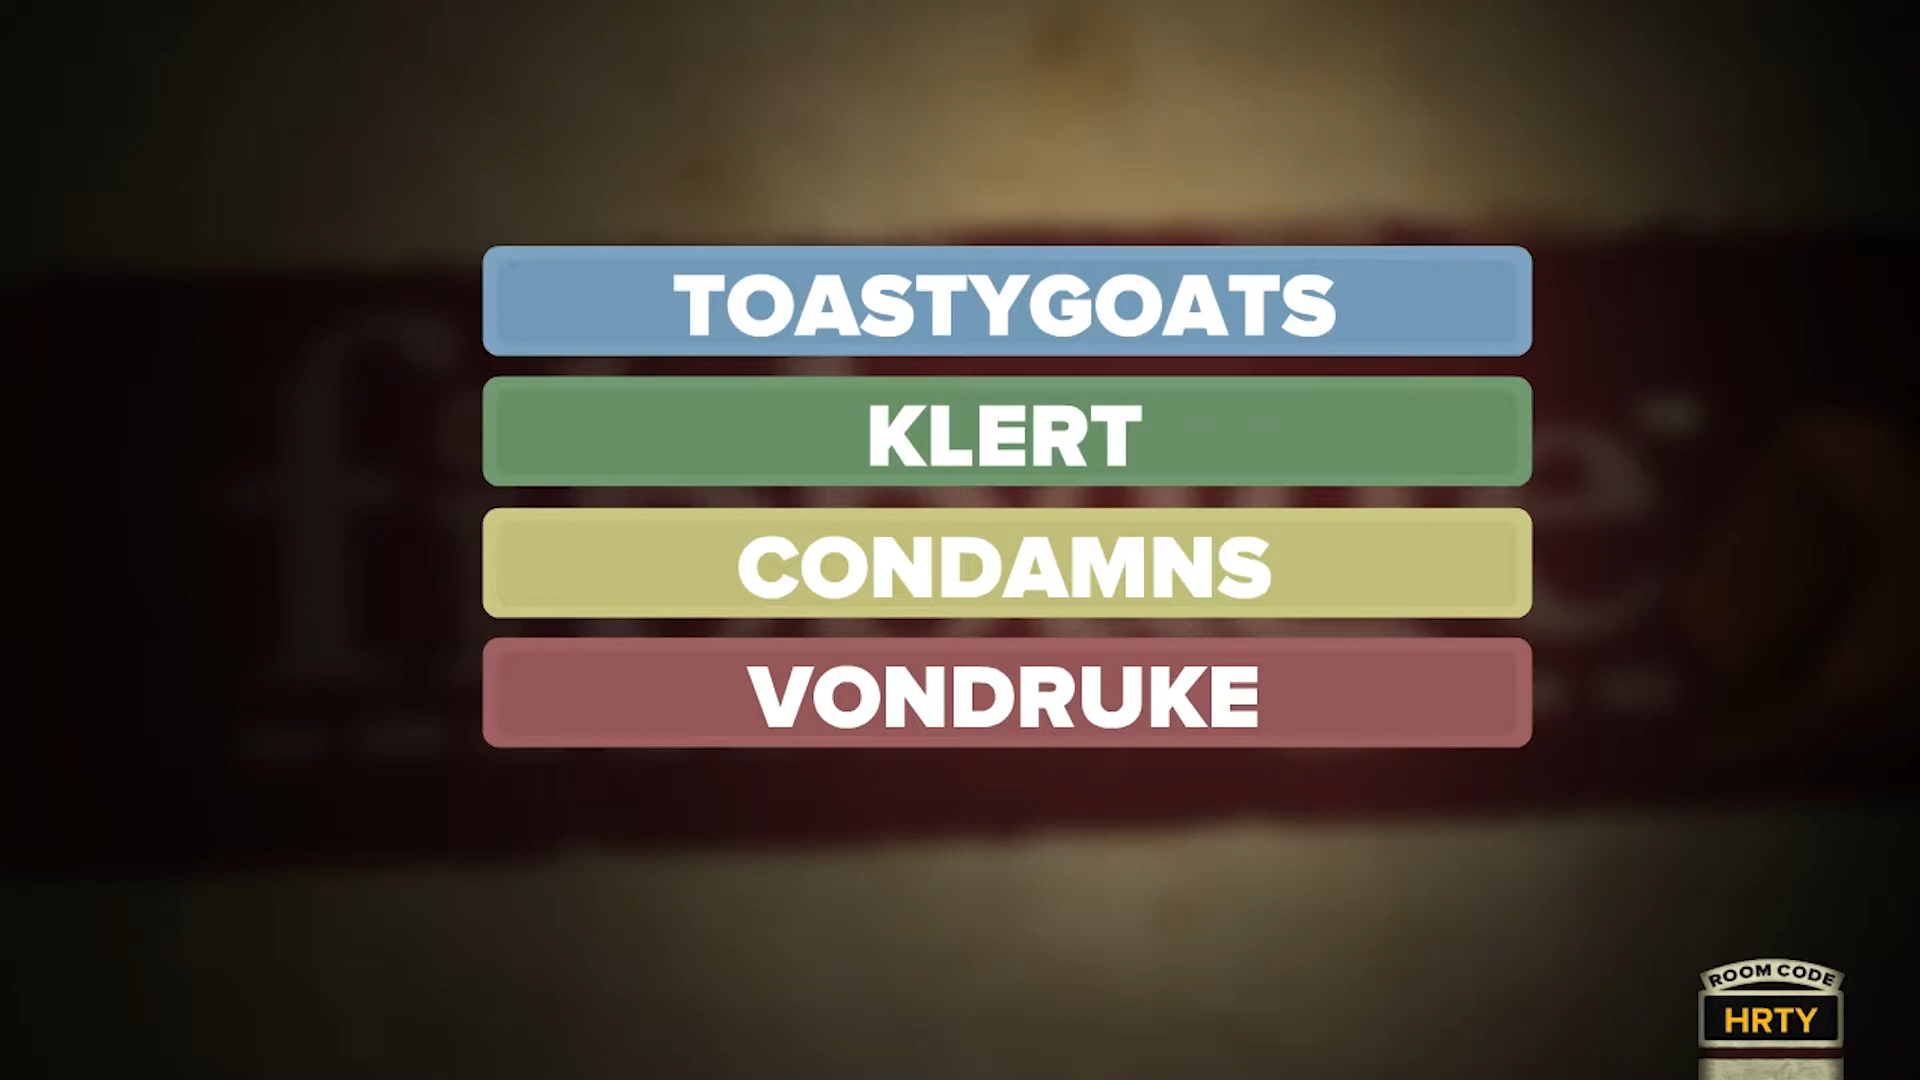 TOASTYGOATS
KLERT
CONDAMNS
VONDRUKE
ROOM CODE
HRTY